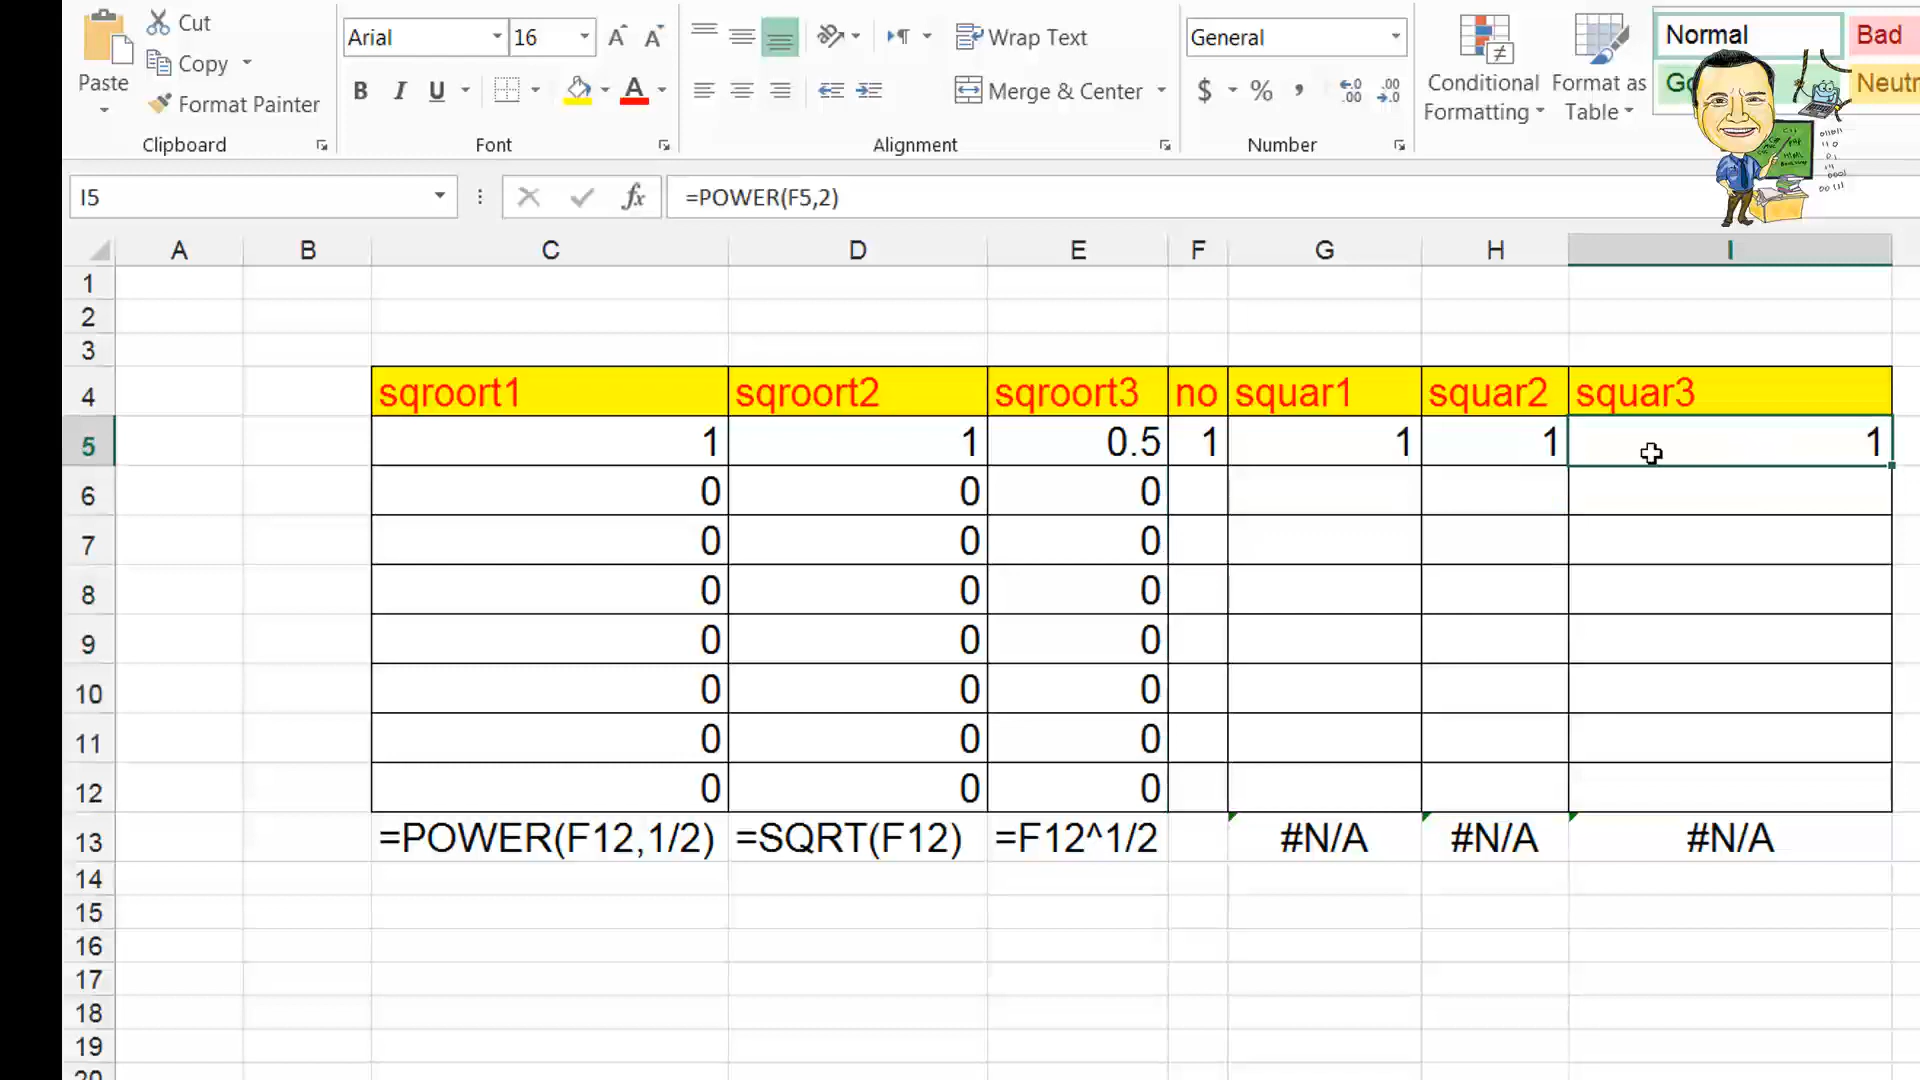 Cut
Copy
Format Painter
Paste
Clipboard
Arial
16
B I U A
Font
Wrap Text
Merge & Center
Alignment
General
$ % ,
Number
Conditional Formatting
Format as Table
Normal
Bad
Neutr
I5
fx
=POWER(F5,2)
A B C D E F G H I
1
2
3
4 sqroort1 sqroort2 sqroort3 no squar1 squar2 squar3
5 1 1 0.5 1 1 1 1
6 0 0 0
7 0 0 0
8 0 0 0
9 0 0 0
10 0 0 0
11 0 0 0
12 0 0 0
13 =POWER(F12,1/2) =SQRT(F12) =F12^1/2 #N/A #N/A #N/A
14
15
16
17
18
19
20